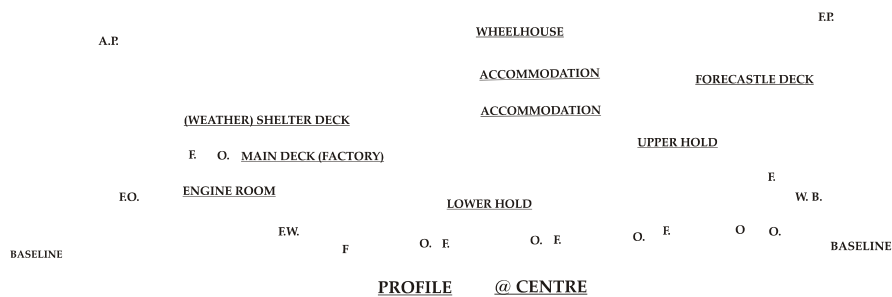 F.P.
WHEELHOUSE
A.P.
ACCOMMODATION
FORECASTLE DECK
ACCOMMODATION
(WEATHER) SHELTER DECK
UPPER HOLD
F. O. MAIN DECK (FACTORY)
F.
ENGINE ROOM
F.O.
W. B.
LOWER HOLD
F.W.
F.
O O.
O.
O. F.
O. F.
F
BASELINE
BASELINE
PROFILE @ CENTRE